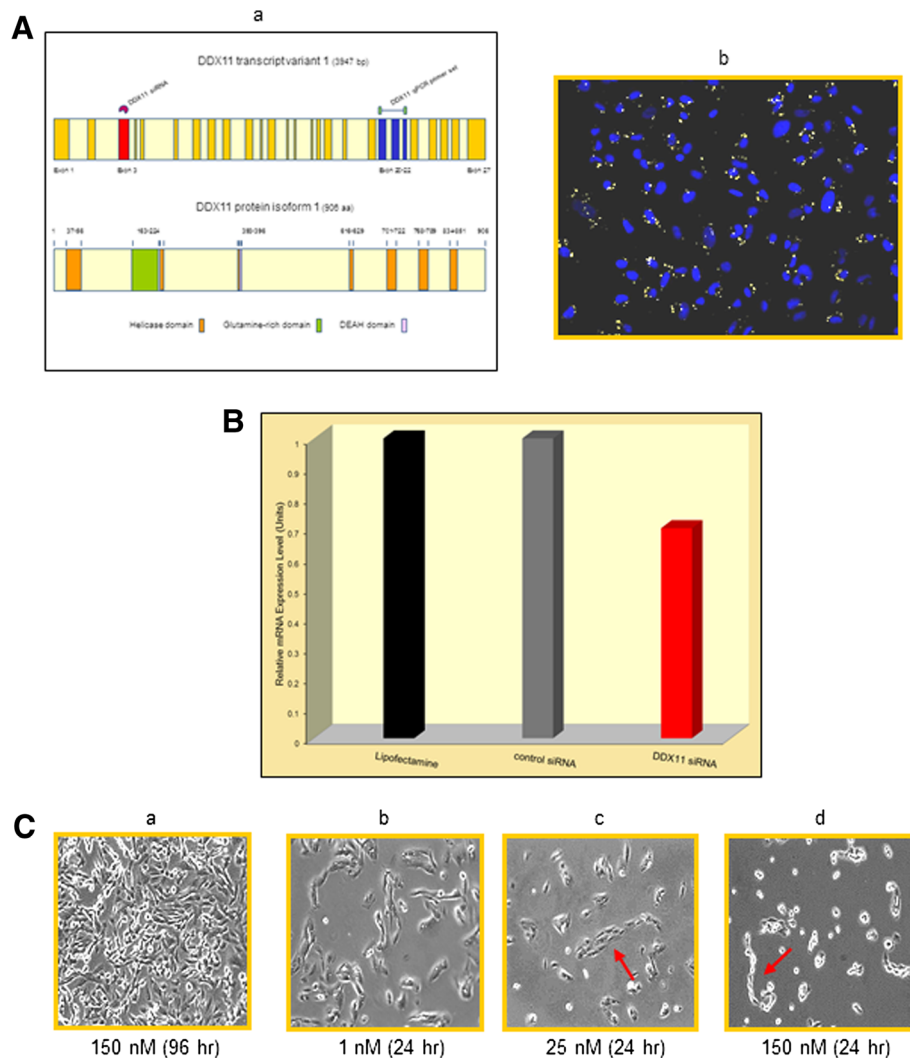 A
a
DDX11 transcript variant 1 (3947 bp)
DDX11 siRNA
DDX11 qPCR primer set
Exon 1
Exon 3
Exon 20-22
Exon 27
DDX11 protein isoform 1 (906 aa)
1
906
Helicase domain
Glutamine-rich domain
DEAH domain
b
B
Relative mRNA Expression Level (Units)
1
0.9
0.8
0.7
0.6
0.5
0.4
0.3
0.2
0.1
0
Lipofectamine
control siRNA
DDX11 siRNA
C
a
b
c
d
150 nM (96 hr)
1 nM (24 hr)
25 nM (24 hr)
150 nM (24 hr)